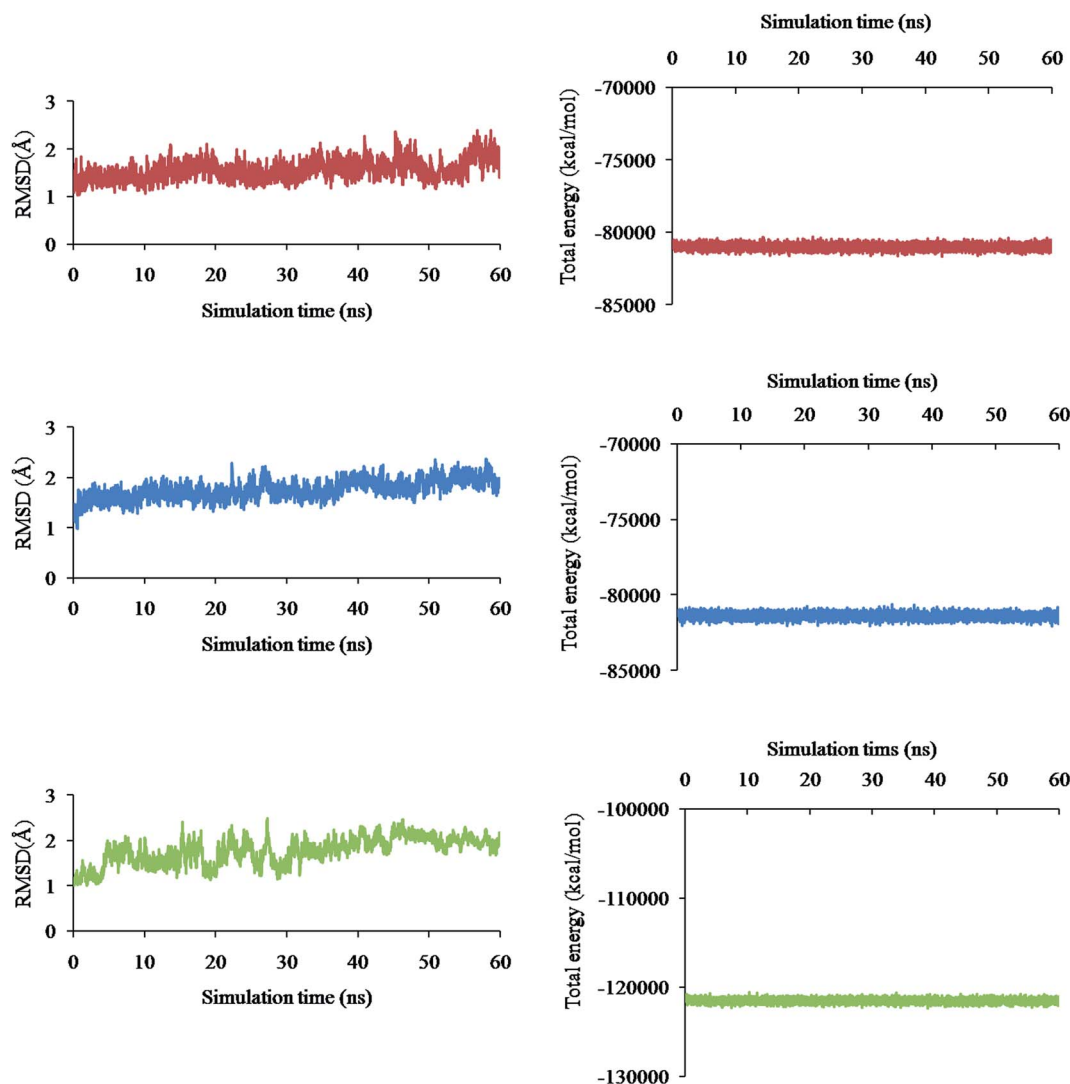 3
2
1
0
RMSD(Å)
0 10 20 30 40 50 60
Simulation time (ns)
Simulation time (ns)
0 10 20 30 40 50 60
-70000
-75000
-80000
-85000
Total energy (kcal/mol)
3
2
1
0
RMSD (Å)
0 10 20 30 40 50 60
Simulation time (ns)
Simulation time (ns)
0 10 20 30 40 50 60
-70000
-75000
-80000
-85000
Total energy (kcal/mol)
3
2
1
0
RMSD(Å)
0 10 20 30 40 50 60
Simulation time (ns)
Simulation tims (ns)
0 10 20 30 40 50 60
-100000
-110000
-120000
-130000
Total energy (kcal/mol)